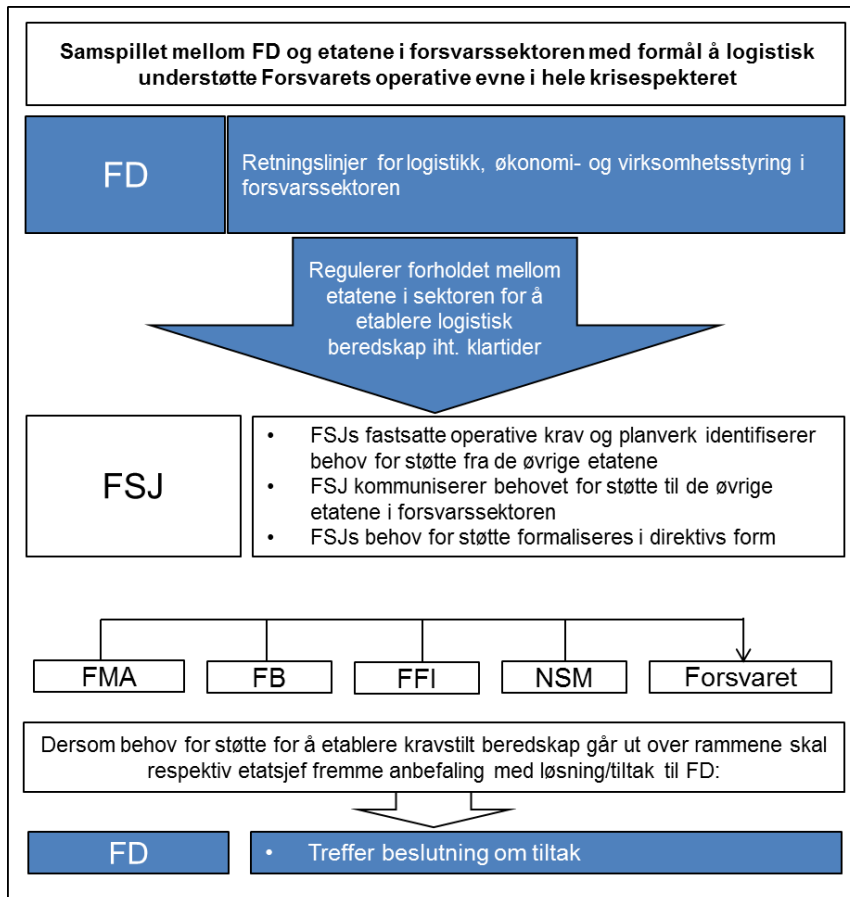 Samspillet mellom FD og etatene i forsvarssektoren med formål å logistisk
understøtte Forsvarets operative evne i hele krisespekteret
FD
Retningslinjer for logistikk, økonomi- og virksomhetsstyring i
forsvarssektoren
Regulerer forholdet mellom
etatene i sektoren for å
etablere logistisk
beredskap iht. klartider
FSJ
• FSJs fastsatte operative krav og planverk identifiserer
behov for støtte fra de øvrige etatene
• FSJ kommuniserer behovet for støtte til de øvrige
etatene i forsvarssektoren
• FSJs behov for støtte formaliseres i direktivs form
FMA
FB
FFI
NSM
Forsvaret
Dersom behov for støtte for å etablere kravstilt beredskap går ut over rammene skal
respektiv etatsjef fremme anbefaling med løsning/tiltak til FD:
FD
• Treffer beslutning om tiltak